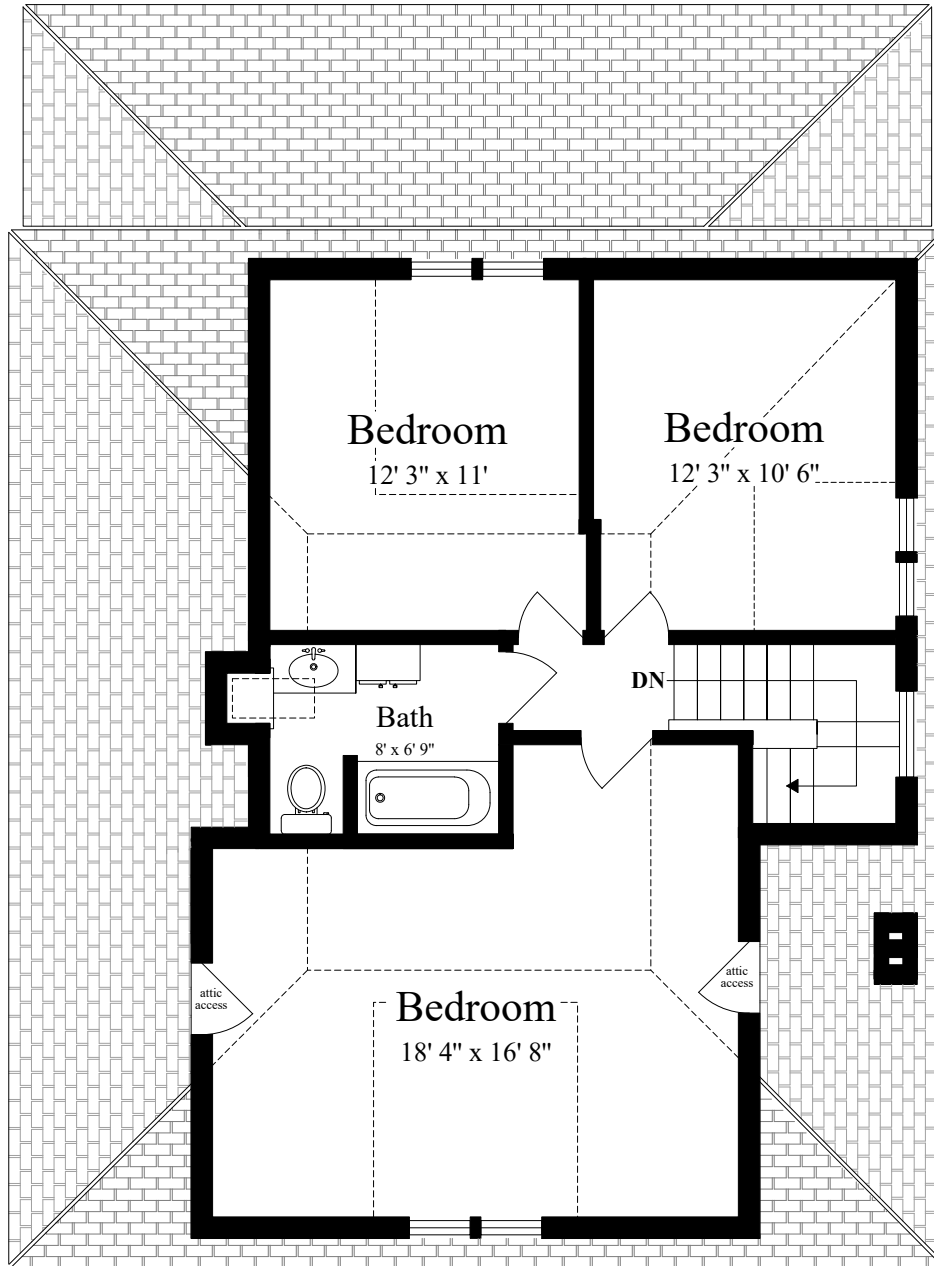 Bedroom
12' 3" x 11'
Bedroom
12' 3" x 10' 6"
DN
Bath
8' x 6' 9"
attic
access
attic
access
Bedroom
18' 4" x 16' 8"